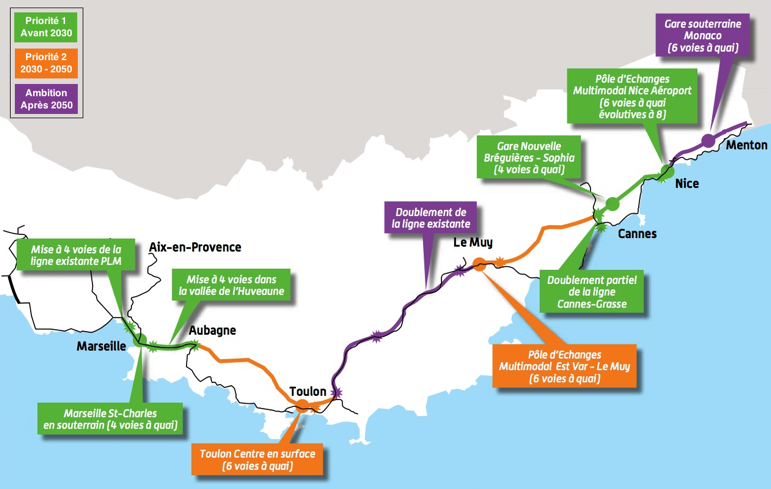 Priorité 1
Avant 2030
Priorité 2
2030 - 2050
Ambition
Après 2050
Gare souterraine
Monaco
(6 voies à quai)
Pôle d'Echanges
Multimodal Nice Aéroport
(6 voies à quai
évolutives à 8)
Gare Nouvelle
Bréguières - Sophia
(4 voies à quai)
Menton
Nice
Cannes
Doublement de
la ligne existante
Le Muy
Mise à 4 voies de la
ligne existante PLM
Aix-en-Provence
Mise à 4 voies dans
la vallée de l'Huveaune
Doublement partiel
de la ligne
Cannes-Grasse
Aubagne
Marseille
Pôle d'Echanges
Multimodal Est Var - Le Muy
(6 voies à quai)
Toulon
Marseille St-Charles
en souterrain (4 voies à quai)
Toulon Centre en surface
(6 voies à quai)